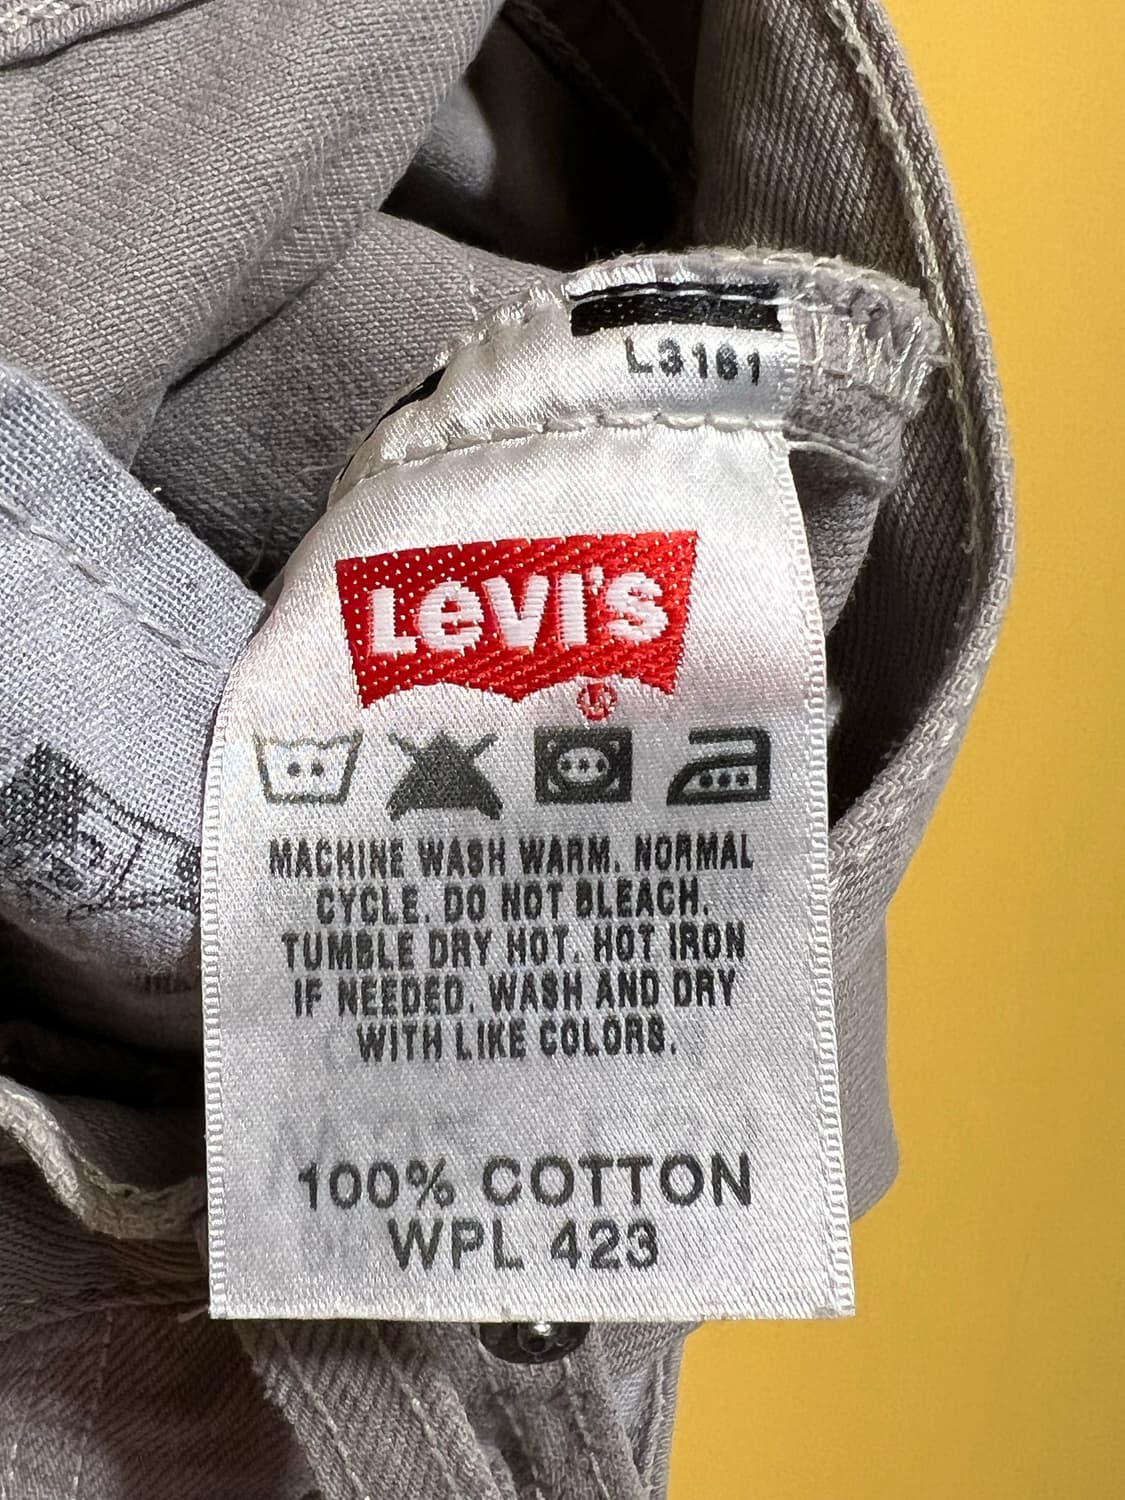 L3161
LeVI'S
MACHINE WASH WARM. NORMAL
CYCLE. DO NOT BLEACH.
TUMBLE DRY HOT. HOT IRON
IF NEEDED. WASH AND DRY
WITH LIKE COLORS.
100% COTTON
WPL 423